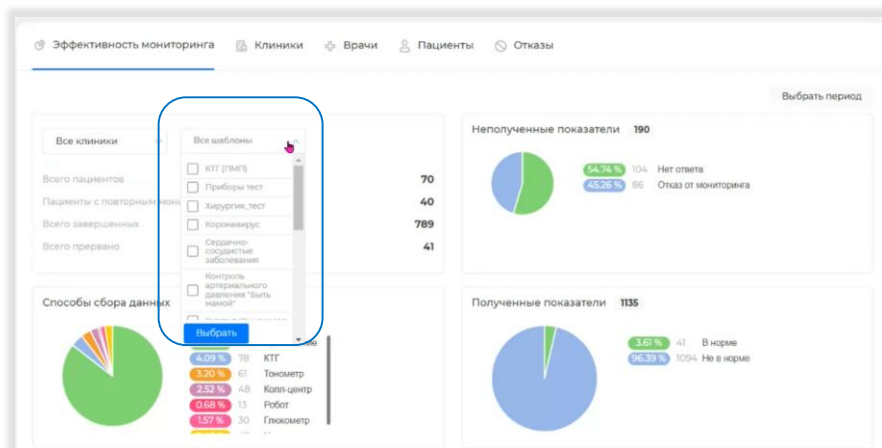 Эффективность мониторинга
Клиники
Врачи
Пациенты
Отказы
Выбрать период
Все клиники
Все шаблоны
КТГ (ПМП)
Приборы тест
Хирургия_тест
Коронавирус
Сердечно-
сосудистые
заболевания
Контроль
артериального
давления "Быть
мамой"
Выбрать
Всего пациентов 70
Пациенты с повторным 40
Всего завершенных 789
Всего прервано 41
Неполученные показатели 190
54.74 % 104 Нет ответа
45.26 % 86 Отказ от мониторинга
Способы сбора данных
4.09 % 78 КТГ
3.20 % 61 Тонометр
2.52 % 48 Колл-центр
0.68 % 13 Робот
1.57 % 30 Глюкометр
Полученные показатели 1135
3.61 % 41 В норме
96.39 % 1094 Не в норме